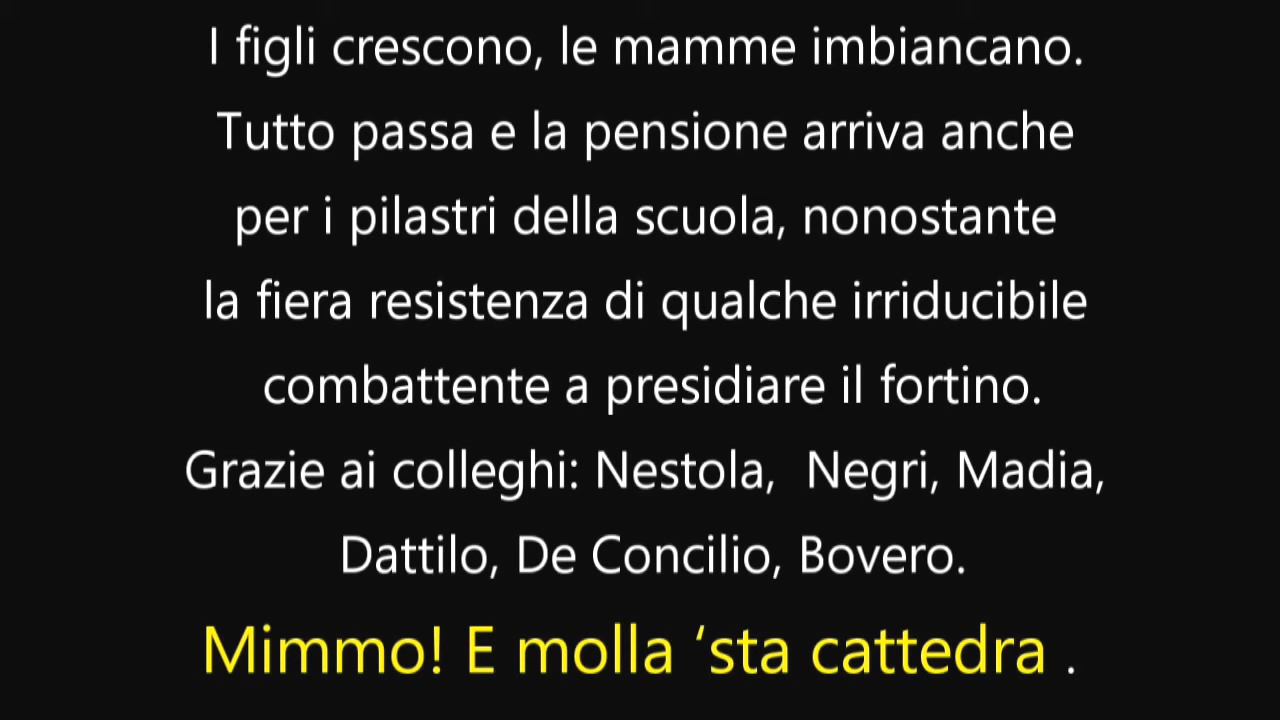 I figli crescono, le mamme imbiancano.
Tutto passa e la pensione arriva anche
per i pilastri della scuola, nonostante
la fiera resistenza di qualche irriducibile
combattente a presidiare il fortino.
Grazie ai colleghi: Nestola,  Negri, Madia,
Dattilo, De Concilio, Bovero.
Mimmo! E molla ‘sta cattedra .